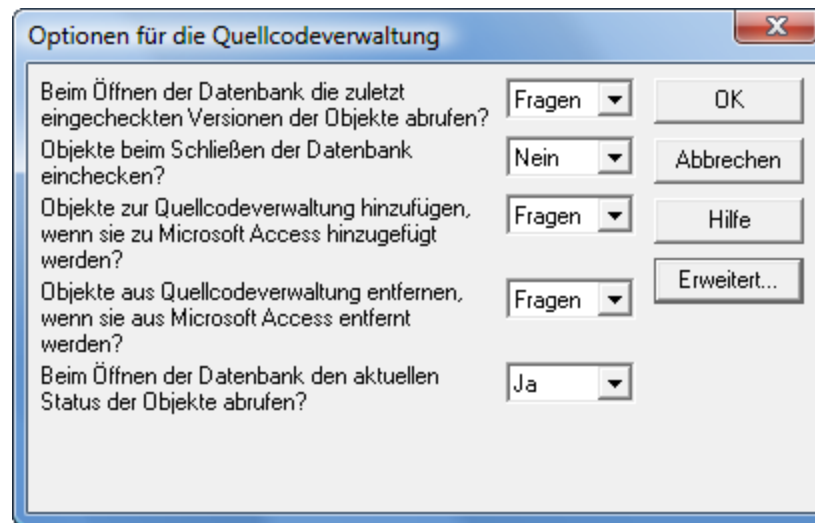 Optionen für die Quellcodeverwaltung
Beim Öffnen der Datenbank die zuletzt
eingecheckten Versionen der Objekte abrufen?
Fragen
OK
Objekte beim Schließen der Datenbank
einchecken?
Nein
Abbrechen
Objekte zur Quellcodeverwaltung hinzufügen,
wenn sie zu Microsoft Access hinzugefügt
werden?
Fragen
Hilfe
Objekte aus Quellcodeverwaltung entfernen,
wenn sie aus Microsoft Access entfernt
werden?
Fragen
Erweitert...
Beim Öffnen der Datenbank den aktuellen
Status der Objekte abrufen?
Ja